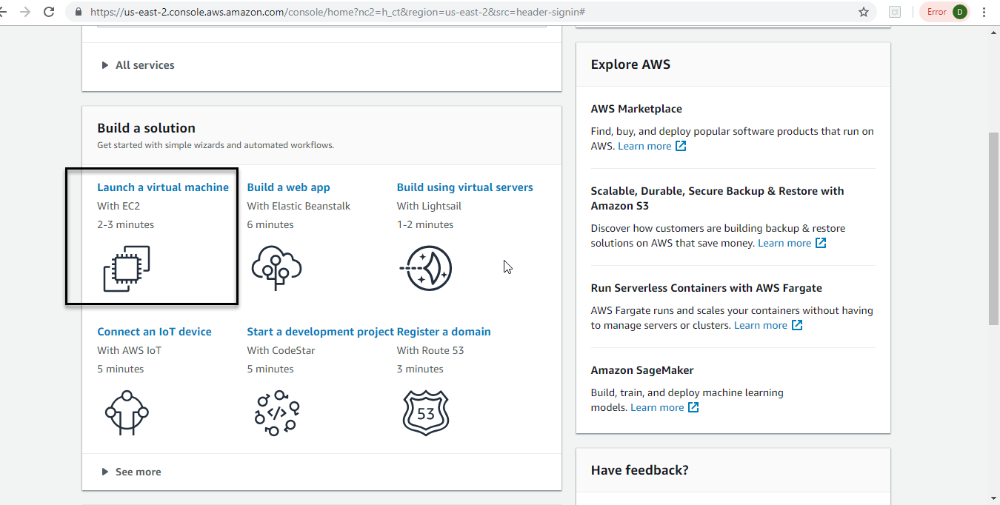 https://us-east-2.console.aws.amazon.com/console/home?nc2=h_ct&region=us-east-2&src=header-signin#
Error
D
All services
Build a solution
Get started with simple wizards and automated workflows.
Launch a virtual machine
With EC2
2-3 minutes
Build a web app
With Elastic Beanstalk
6 minutes
Build using virtual servers
With Lightsail
1-2 minutes
Connect an IoT device
With AWS IoT
5 minutes
Start a development project
With CodeStar
5 minutes
Register a domain
With Route 53
3 minutes
</>
53
See more
Explore AWS
AWS Marketplace
Find, buy, and deploy popular software products that run on
AWS. Learn more
Scalable, Durable, Secure Backup & Restore with
Amazon S3
Discover how customers are building backup & restore
solutions on AWS that save money. Learn more
Run Serverless Containers with AWS Fargate
AWS Fargate runs and scales your containers without having
to manage servers or clusters. Learn more
Amazon SageMaker
Build, train, and deploy machine learning
models. Learn more
Have feedback?